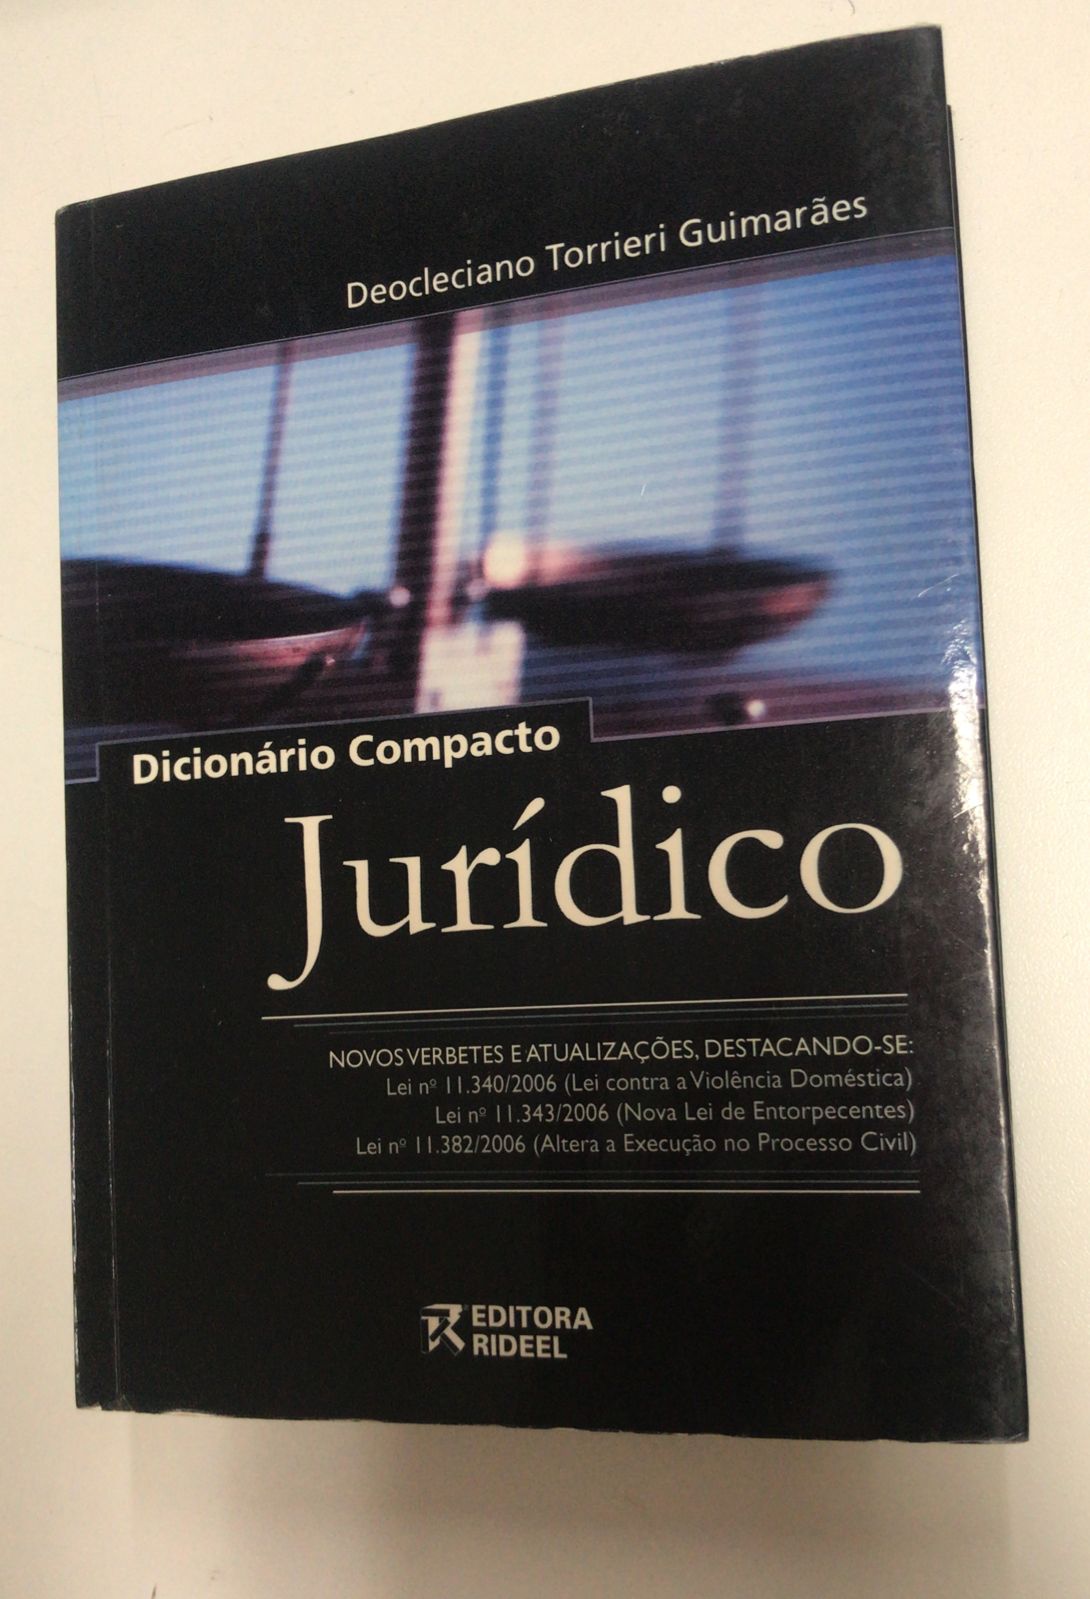 Deocleciano Torrieri Guimarães
Dicionário Compacto
Jurídico
NOVOS VERBETES E ATUALIZAÇÕES, DESTACANDO-SE:
Lei nº 11.340/2006 (Lei contra a Violência Doméstica)
Lei nº 11.343/2006 (Nova Lei de Entorpecentes)
Lei nº 11.382/2006 (Altera a Execução no Processo Civil)
EDITORA
RIDEEL